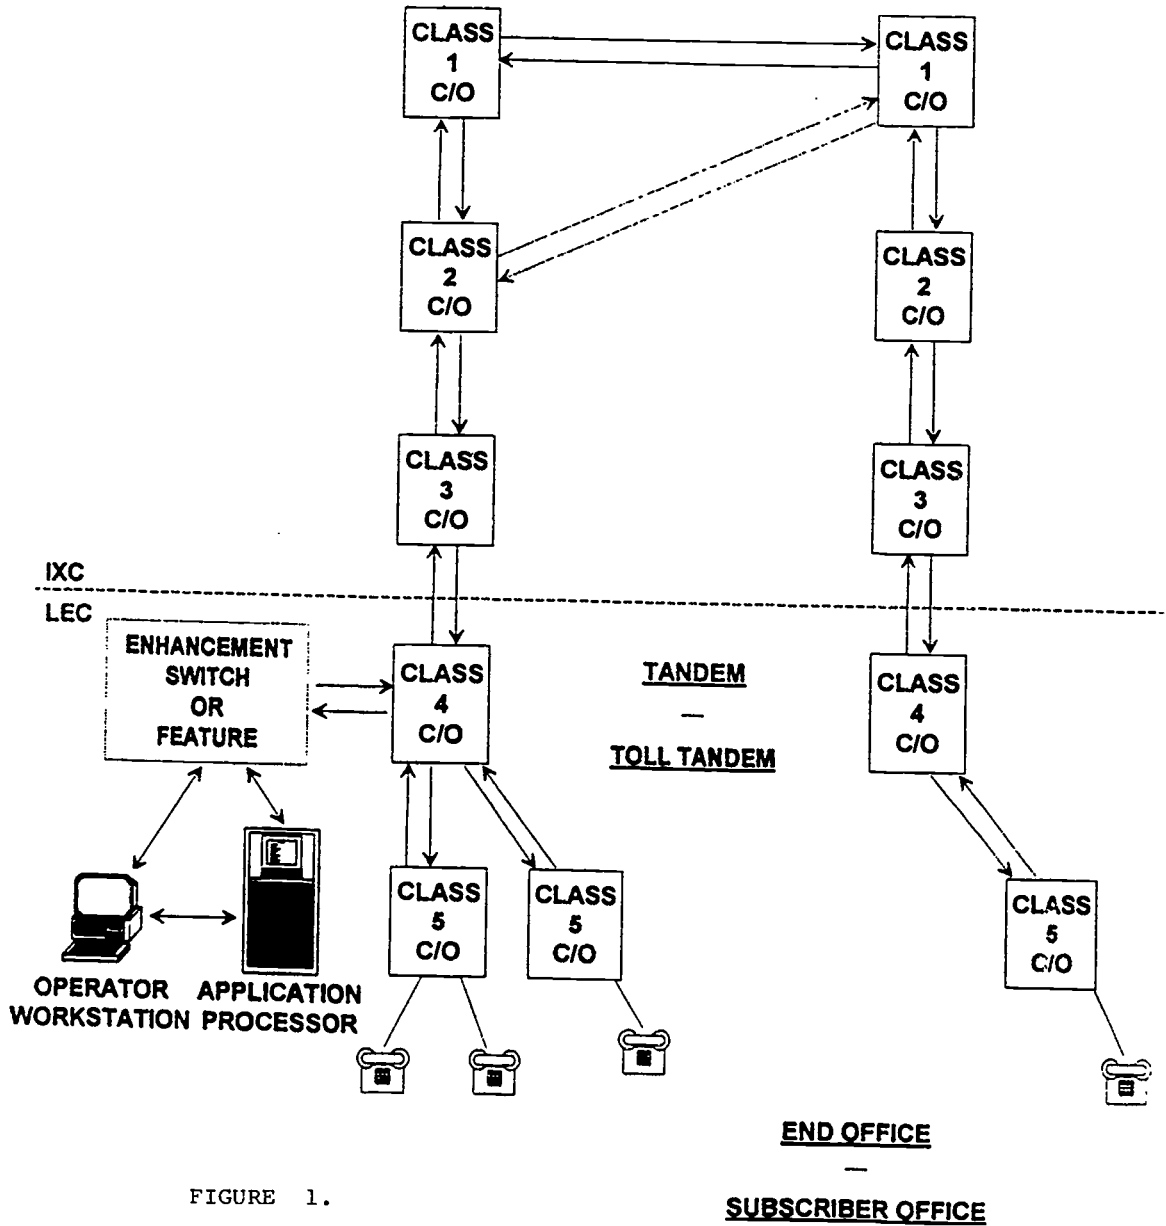 CLASS
1
C/O
CLASS
1
C/O
CLASS
2
C/O
CLASS
2
C/O
CLASS
3
C/O
CLASS
3
C/O
IXC
LEC
ENHANCEMENT
SWITCH
OR
FEATURE
CLASS
4
C/O
TANDEM
—
TOLL TANDEM
CLASS
4
C/O
CLASS
5
C/O
CLASS
5
C/O
CLASS
5
C/O
OPERATOR
WORKSTATION
APPLICATION
PROCESSOR
END OFFICE
—
SUBSCRIBER OFFICE
FIGURE 1.